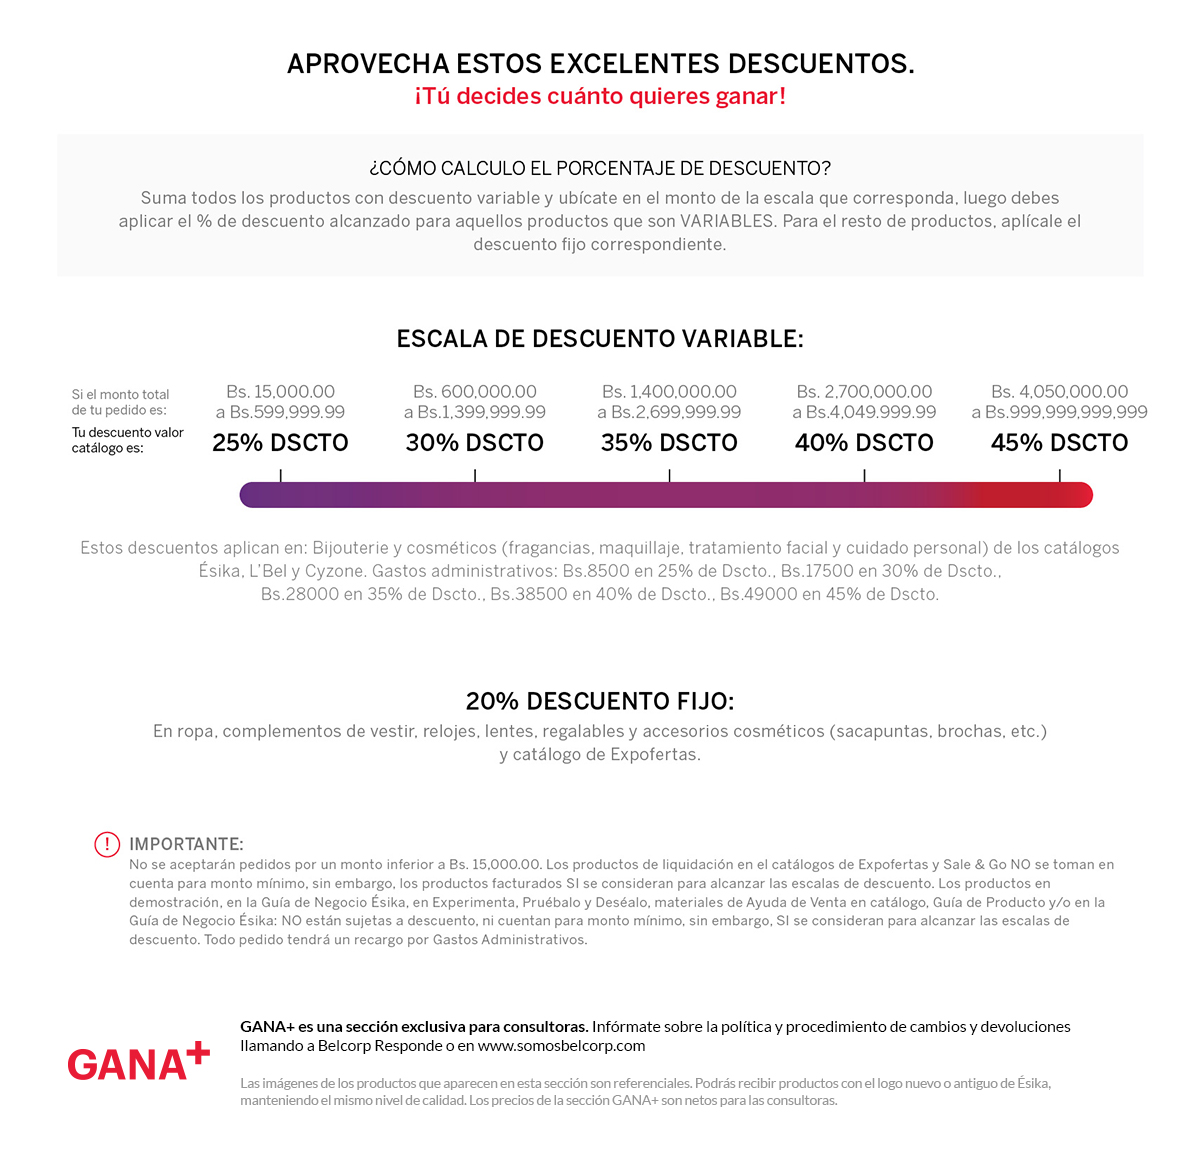 APROVECHA ESTOS EXCELENTES DESCUENTOS.
¡Tú decides cuánto quieres ganar!
¿CÓMO CALCULO EL PORCENTAJE DE DESCUENTO?
Suma todos los productos con descuento variable y ubícate en el monto de la escala que corresponda, luego debes
aplicar el % de descuento alcanzado para aquellos productos que son VARIABLES. Para el resto de productos, aplícale el
descuento fijo correspondiente.
ESCALA DE DESCUENTO VARIABLE:
Si el monto total
de tu pedido es:
Tu descuento valor
catálogo es:
Bs. 15,000.00
a Bs.599,999.99
25% DSCTO
Bs. 600,000.00
a Bs.1,399,999.99
30% DSCTO
Bs. 1,400,000.00
a Bs.2,699,999.99
35% DSCTO
Bs. 2,700,000.00
a Bs.4,049.999.99
40% DSCTO
Bs. 4,050,000.00
a Bs.999,999,999,999
45% DSCTO
Estos descuentos aplican en: Bijouterie y cosméticos (fragancias, maquillaje, tratamiento facial y cuidado personal) de los catálogos
Ésika, L'Bel y Cyzone. Gastos administrativos: Bs.8500 en 25% de Dscto., Bs.17500 en 30% de Dscto.,
Bs.28000 en 35% de Dscto., Bs.38500 en 40% de Dscto., Bs.49000 en 45% de Dscto.
20% DESCUENTO FIJO:
En ropa, complementos de vestir, relojes, lentes, regalables y accesorios cosméticos (sacapuntas, brochas, etc.)
y catálogo de Expofertas.
! IMPORTANTE:
No se aceptarán pedidos por un monto inferior a Bs. 15,000.00. Los productos de liquidación en el catálogos de Expofertas y Sale & Go NO se toman en
cuenta para monto mínimo, sin embargo, los productos facturados SI se consideran para alcanzar las escalas de descuento. Los productos en
demostración, en la Guía de Negocio Ésika, en Experimenta, Pruébalo y Deséalo, materiales de Ayuda de Venta en catálogo, Guía de Producto y/o en la
Guía de Negocio Ésika: NO están sujetas a descuento, ni cuentan para monto mínimo, sin embargo, SI se consideran para alcanzar las escalas de
descuento. Todo pedido tendrá un recargo por Gastos Administrativos.
GANA+
GANA+ es una sección exclusiva para consultoras. Infórmate sobre la política y procedimiento de cambios y devoluciones
llamando a Belcorp Responde o en www.somosbelcorp.com
Las imágenes de los productos que aparecen en esta sección son referenciales. Podrás recibir productos con el logo nuevo o antiguo de Ésika,
manteniendo el mismo nivel de calidad. Los precios de la sección GANA+ son netos para las consultoras.